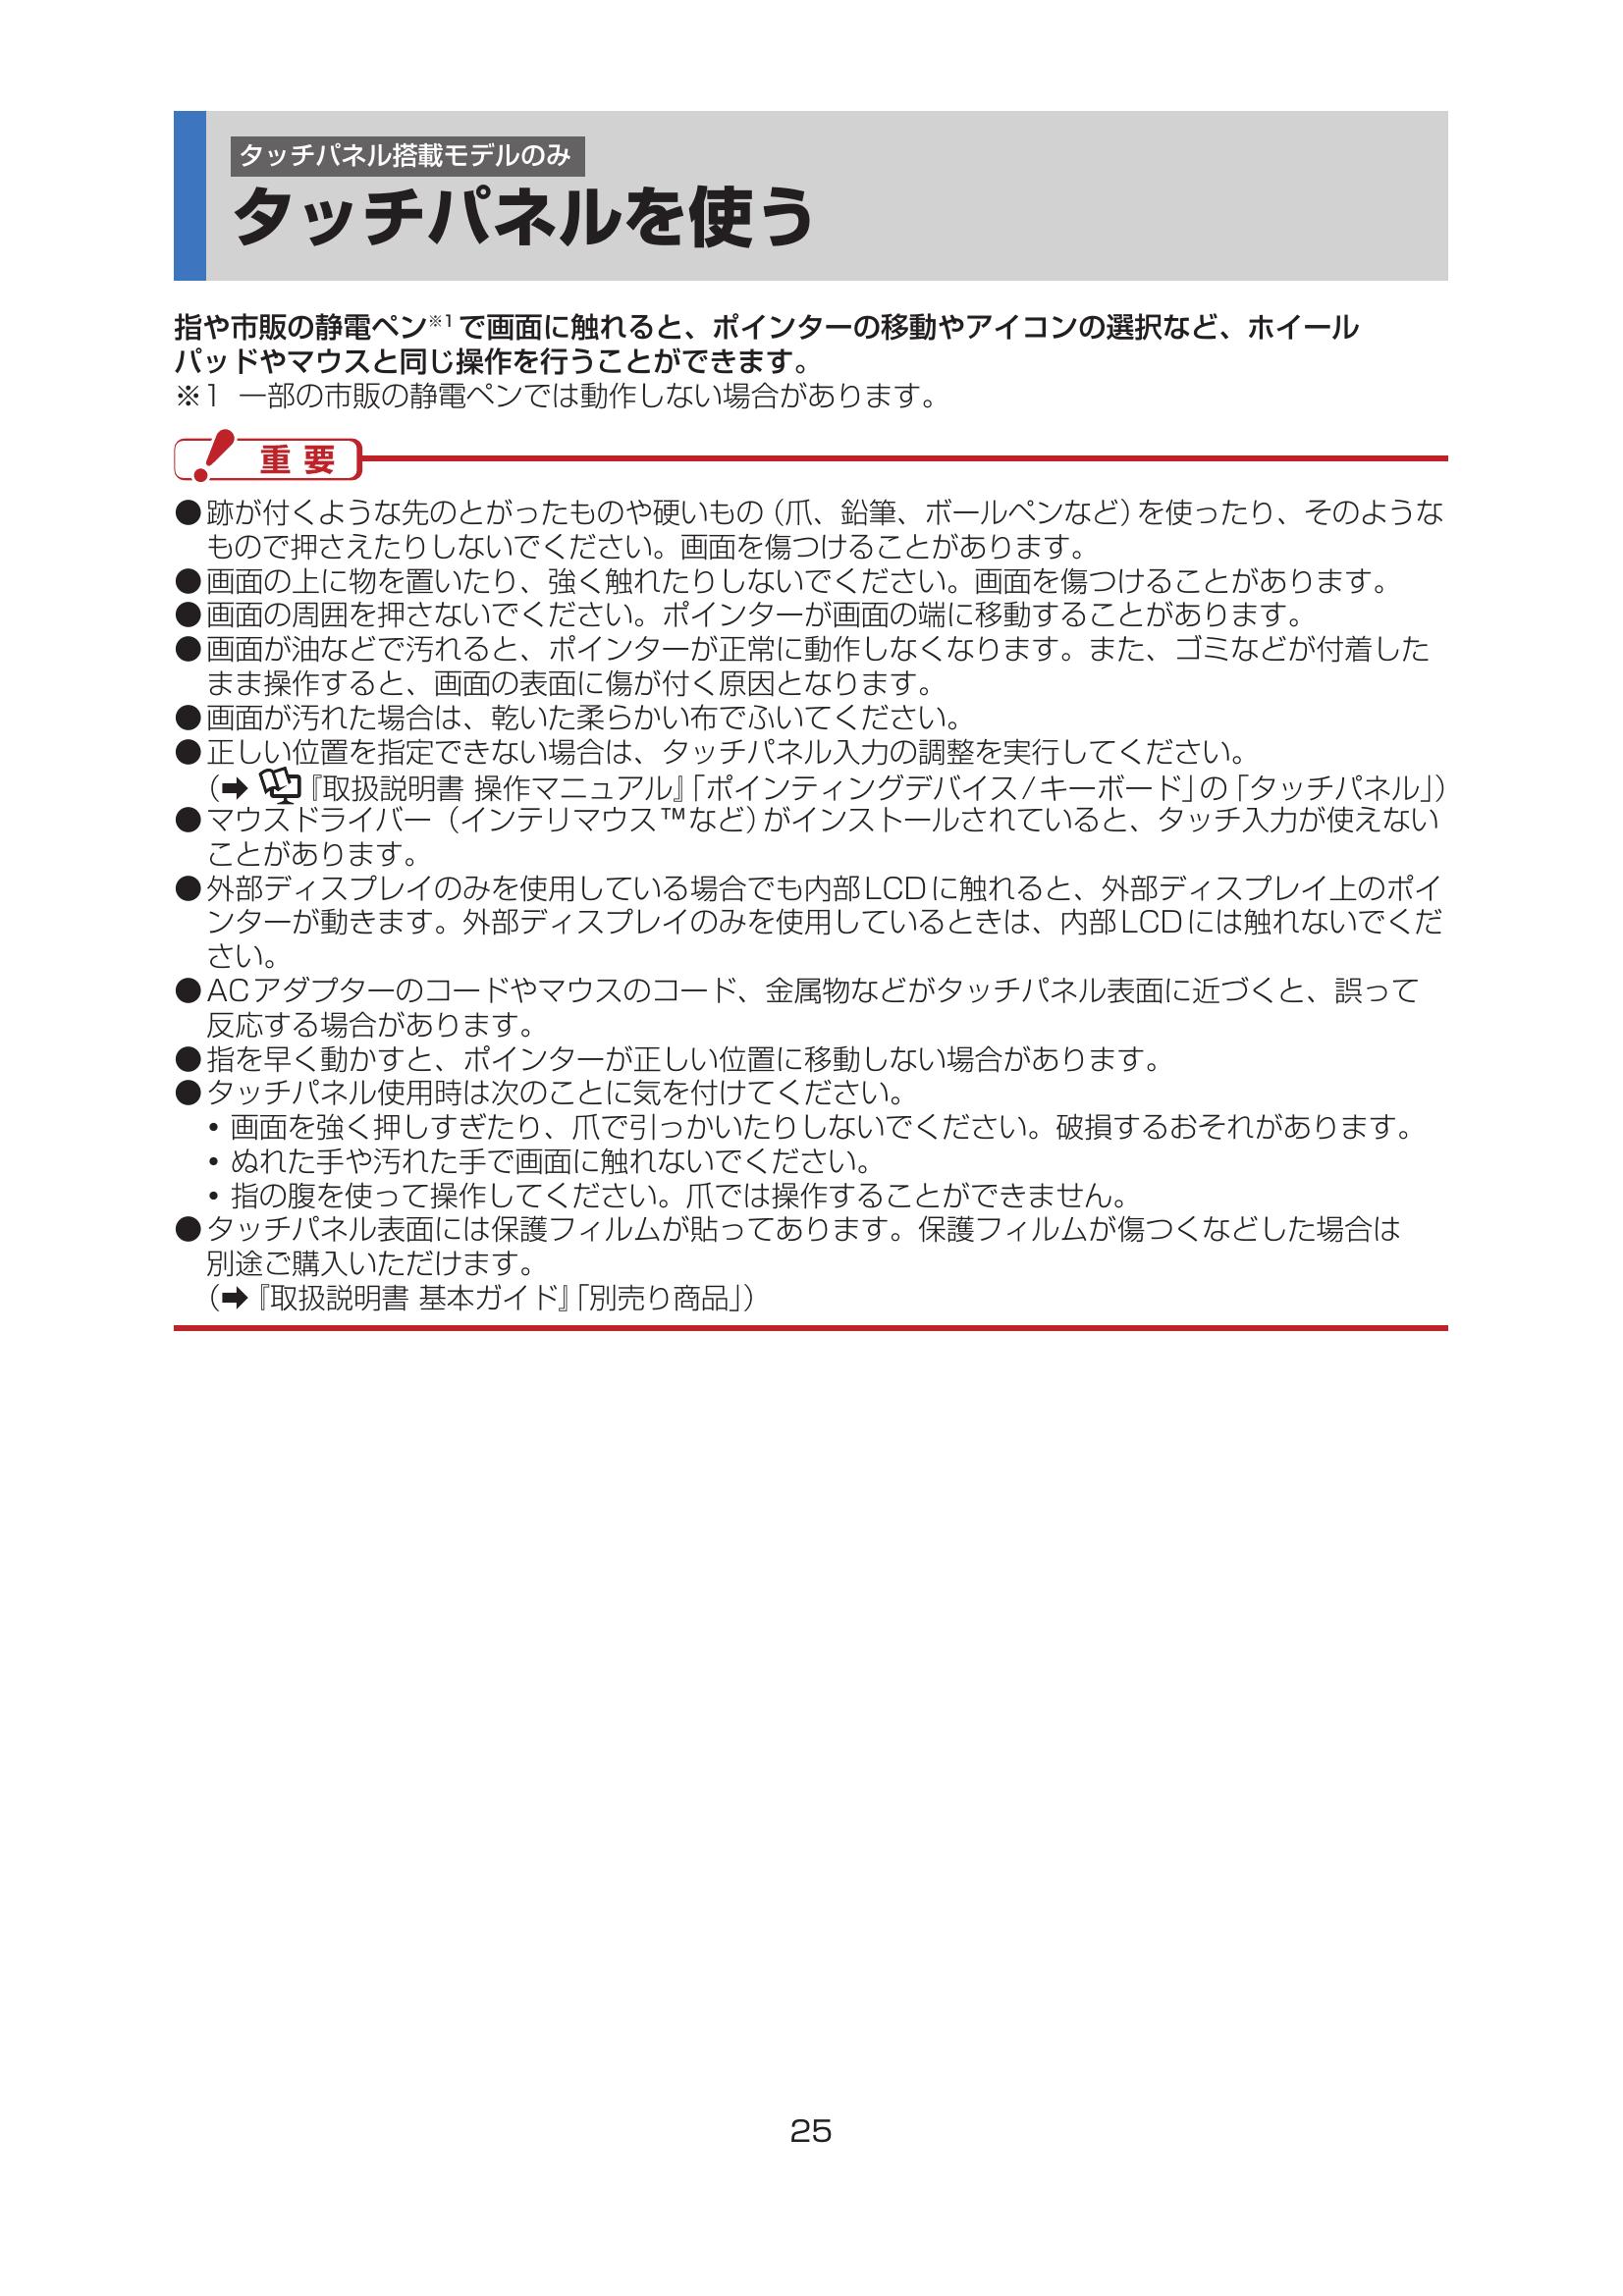 タッチパネル搭載モデルのみ
タッチパネルを使う
指や市販の静電ペン※1で画面に触れると、ポインターの移動やアイコンの選択など、ホイール
パッドやマウスと同じ操作を行うことができます。
※1 一部の市販の静電ペンでは動作しない場合があります。
重要
●跡が付くような先のとがったものや硬いもの（爪、鉛筆、ボールペンなど）を使ったり、そのような
もので押さえたりしないでください。画面を傷つけることがあります。
●画面の上に物を置いたり、強く触れたりしないでください。画面を傷つけることがあります。
●画面の周囲を押さないでください。ポインターが画面の端に移動することがあります。
●画面が油などで汚れると、ポインターが正常に動作しなくなります。また、ゴミなどが付着した
まま操作すると、画面の表面に傷が付く原因となります。
●画面が汚れた場合は、乾いた柔らかい布でふいてください。
●正しい位置を指定できない場合は、タッチパネル入力の調整を実行してください。
（➡『取扱説明書 操作マニュアル』「ポインティングデバイス/キーボード」の「タッチパネル」）
●マウスドライバー（インテリマウス™など）がインストールされていると、タッチ入力が使えない
ことがあります。
●外部ディスプレイのみを使用している場合でも内部LCDに触れると、外部ディスプレイ上のポイ
ンターが動きます。外部ディスプレイのみを使用しているときは、内部LCDには触れないでくだ
さい。
●ACアダプターのコードやマウスのコード、金属物などがタッチパネル表面に近づくと、誤って
反応する場合があります。
●指を早く動かすと、ポインターが正しい位置に移動しない場合があります。
●タッチパネル使用時は次のことに気を付けてください。
・画面を強く押しすぎたり、爪で引っかいたりしないでください。破損するおそれがあります。
・ぬれた手や汚れた手で画面に触れないでください。
・指の腹を使って操作してください。爪では操作することができません。
●タッチパネル表面には保護フィルムが貼ってあります。保護フィルムが傷つくなどした場合は
別途ご購入いただけます。
（➡『取扱説明書 基本ガイド』「別売り商品」）
25